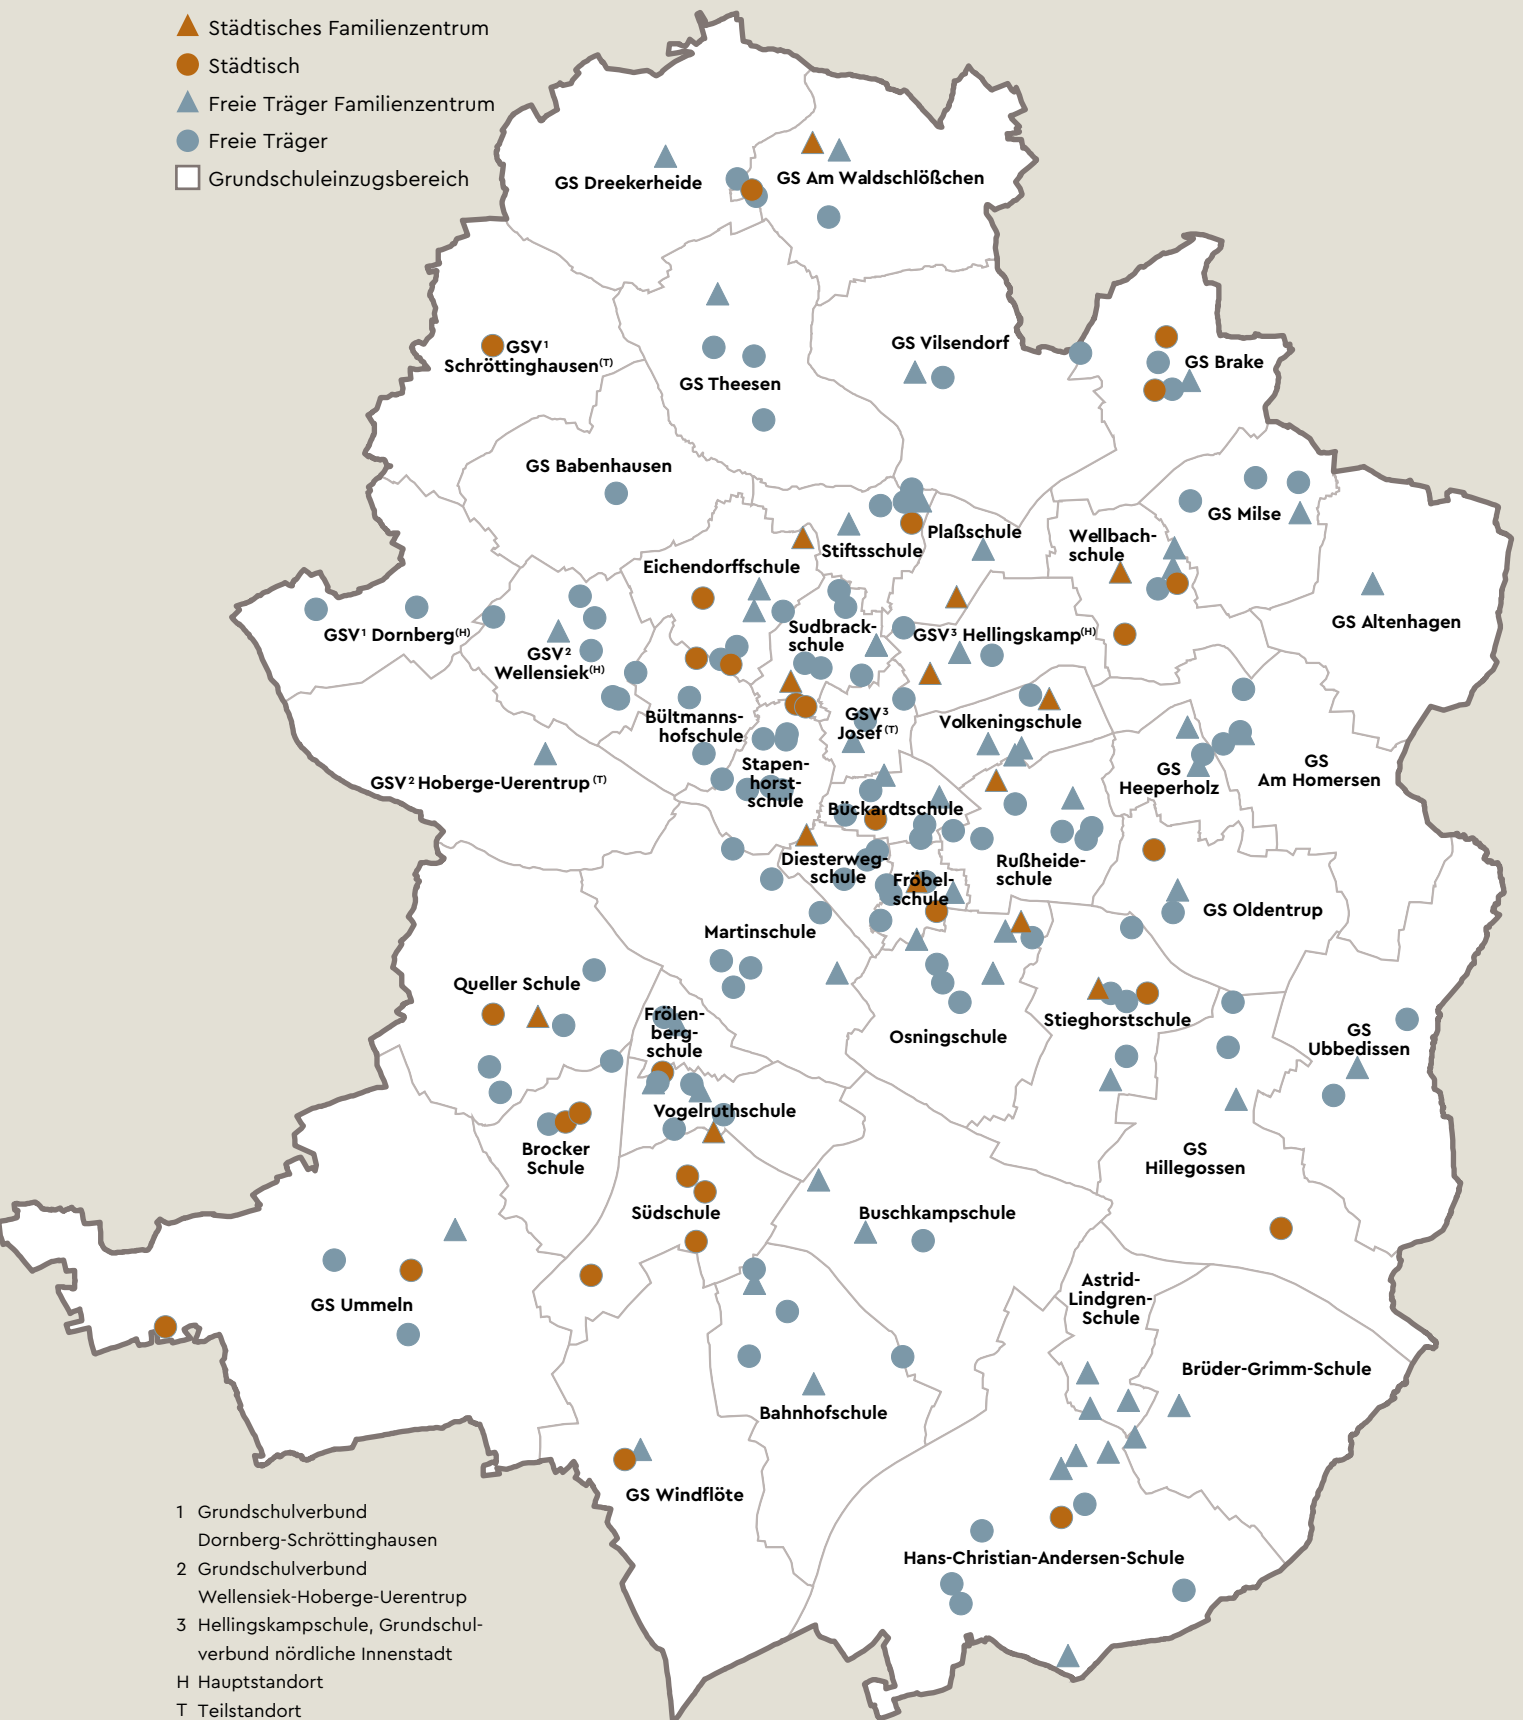 Städtisches Familienzentrum
Städtisch
Freie Träger Familienzentrum
Freie Träger
Grundschuleinzugsbereich
GS Dreekerheide
GS Am Waldschlößchen
GSV¹
Schröttinghausen(T)
GS Theesen
GS Vilsendorf
GS Brake
GS Babenhausen
GS Milse
Stiftsschule
Plaßschule
Wellbach-
schule
Eichendorffschule
GS Altenhagen
GSV¹ Dornberg(H)
Sudbrack-
schule
GSV³ Hellingskamp(H)
GSV²
Wellensiek(H)
Bültmanns-
hofschule
GSV³
Josef(T)
Volkeningschule
GSV² Hoberge-Uerentrup(T)
Stapen-
horst-
schule
GS
Heeperholz
GS
Am Homersen
Bückardtschule
Diesterweg-
schule
Fröbel-
schule
Rußheide-
schule
GS Oldentrup
Martinschule
Queller Schule
Frölen-
berg-
schule
Osningschule
Stieghorstschule
GS
Ubbedissen
Vogelruthschule
Brocker
Schule
GS
Hillegossen
Südschule
Buschkampschule
GS Ummeln
Astrid-
Lindgren-
Schule
Brüder-Grimm-Schule
Bahnhofschule
GS Windflöte
Hans-Christian-Andersen-Schule
1 Grundschulverbund
Dornberg-Schröttinghausen
2 Grundschulverbund
Wellensiek-Hoberge-Uerentrup
3 Hellingskampschule, Grundschul-
verbund nördliche Innenstadt
H Hauptstandort
T Teilstandort